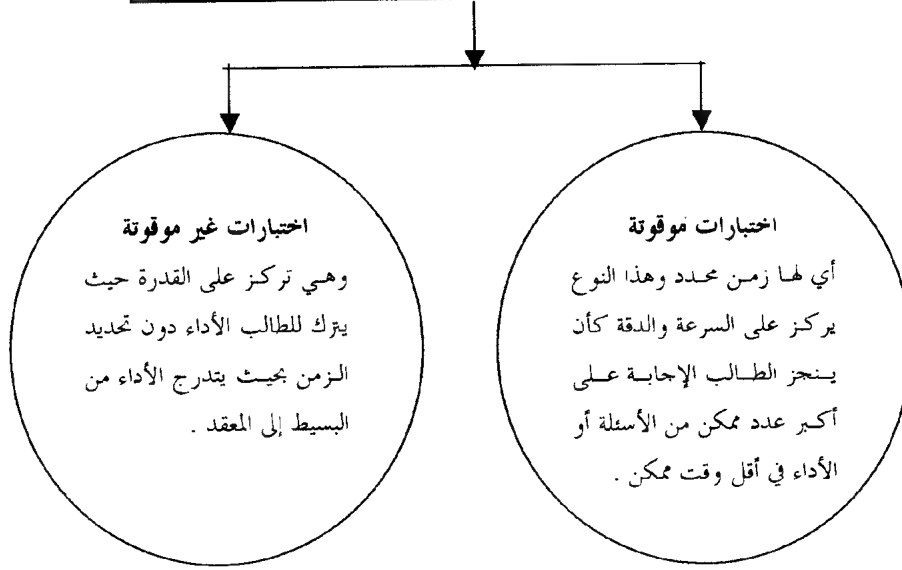 اختبارات موقوتة
أي لها زمن محدد وهذا النوع
يركز على السرعة والدقة كأن
ينجز الطالب الإجابة على
أكبر عدد ممكن من الأسئلة أو
الأداء في أقل وقت ممكن .
اختبارات غير موقوتة
وهي تركز على القدرة حيث
يترك للطالب الأداء دون تحديد
الزمن بحيث يتدرج الأداء من
البسيط إلى المعقد .